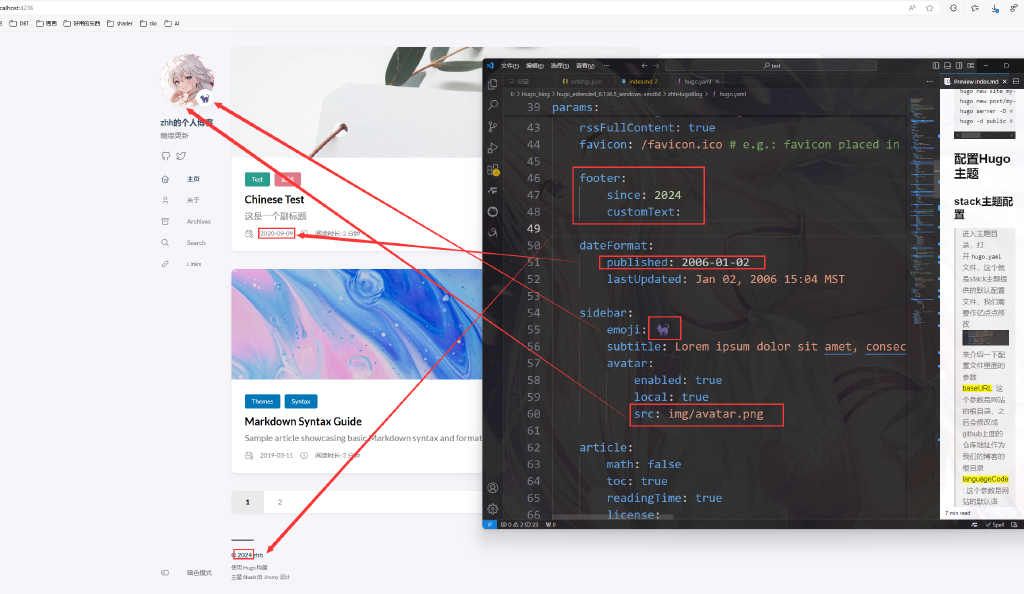 calhost:4236
DBT
shader
dio
AI
zhh的个人博客
随缘更新
主页
关于
Archives
Search
Links
暗色模式
Test
Chinese Test
这是一个副标题
2020-09-09
阅读时长: 2 分钟
Themes
Syntax
Markdown Syntax Guide
Sample article showcasing basic Markdown syntax and format
2019-03-11
阅读时长: 3 分钟
1
2
© 2024 zhh
使用 Hugo 构建
主题 Stack 由 Jimmy 设计
文件(F)
编辑(E)
选择(S)
查看(V)
test
settings.json
index.md 7
hugo.yaml
E: > Hugo_blog > hugo_extended_0.136.5_windows-amd64 > zhhHugoBlog > hugo.yaml
39 params:
43 rssFullContent: true
44 favicon: /favicon.ico # e.g.: favicon placed in
45
46 footer:
47 since: 2024
48 customText:
49
50 dateFormat:
51 published: 2006-01-02
52 lastUpdated: Jan 02, 2006 15:04 MST
53
54 sidebar:
55 emoji: 🐈‍⬛
56 subtitle: Lorem ipsum dolor sit amet, consec
57 avatar:
58 enabled: true
59 local: true
60 src: img/avatar.png
61
62 article:
63 math: false
64 toc: true
65 readingTime: true
66 license:
Preview index.md
hugo new site my-
hugo new post/my-
hugo server -D
hugo -d public
配置Hugo
主题
stack主题配
置
进入主题目
录，打
开 hugo.yaml
文件，这个就
是stack主题提
供的默认配置
文件，我们需
要作亿点点修
改
来介绍一下配
置文件里面的
参数
baseURL: 这
个参数是网站
的根目录，之
后会修改成
github上面的
仓库地址作为
我们的博客的
根目录
languageCode
: 这个参数是网
站的默认语
7 min read
Spell